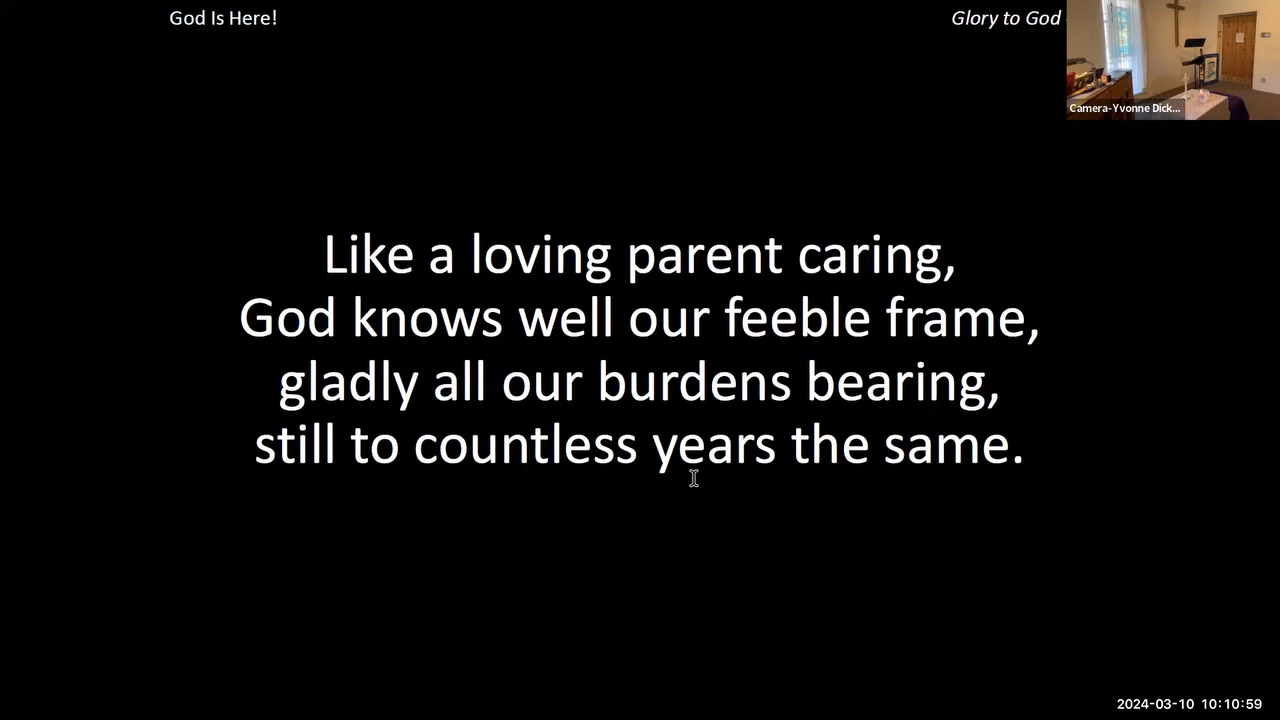 God Is Here!
Glory to God
Camera-Yvonne Dick...
Like a loving parent caring,
God knows well our feeble frame,
gladly all our burdens bearing,
still to countless years the same.
2024-03-10 10:10:59